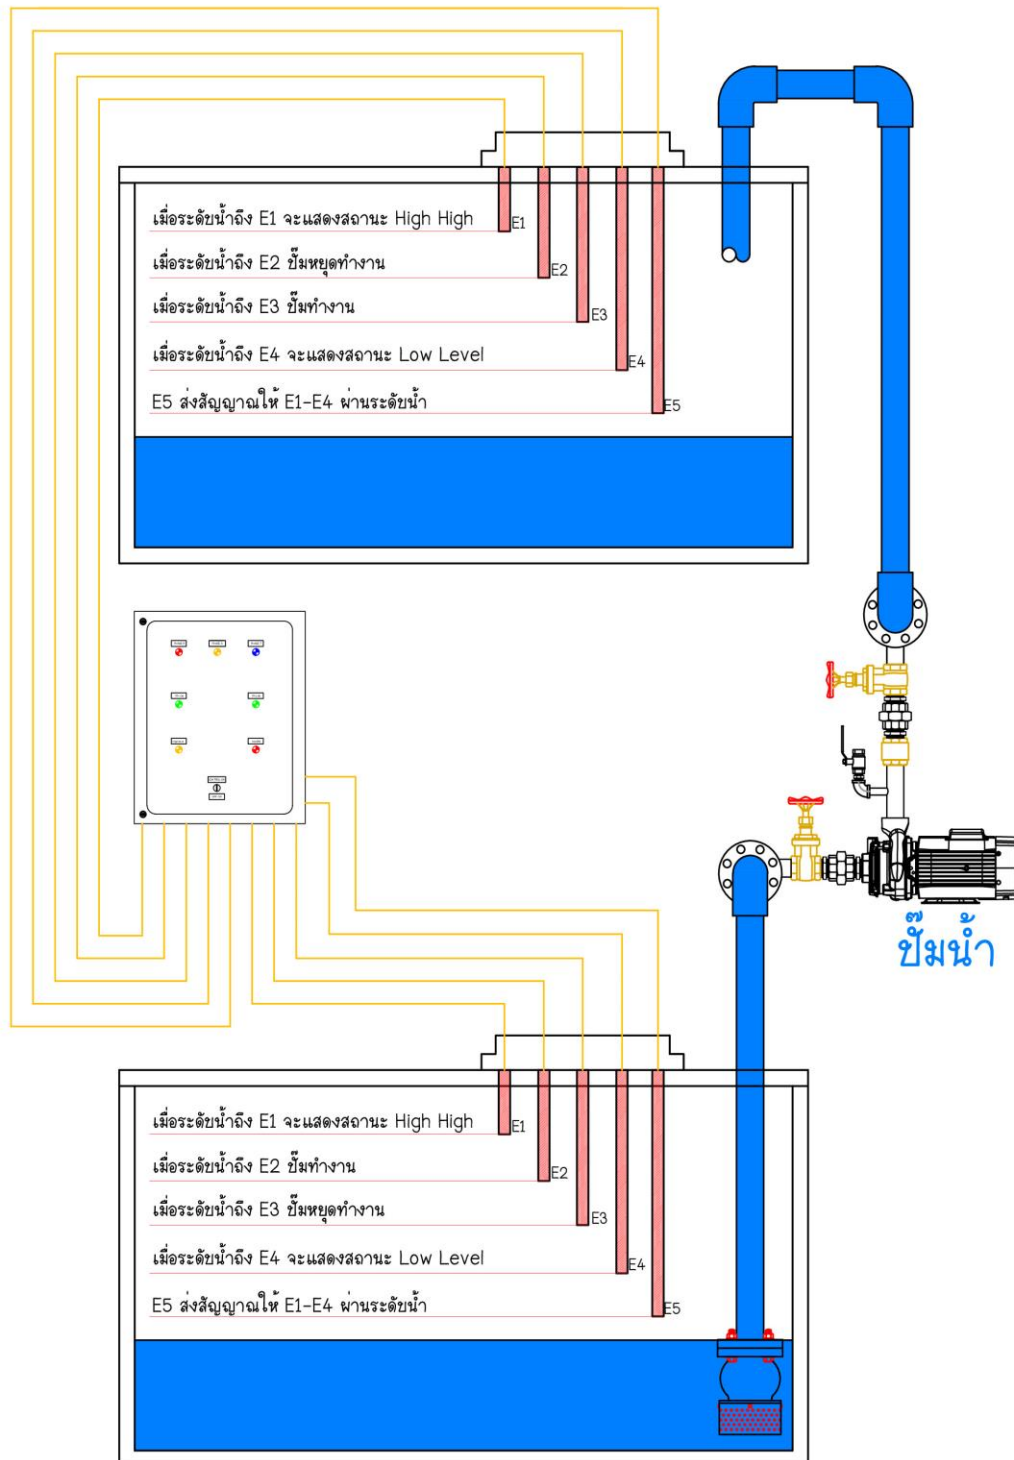 เมื่อระดับน้ำถึง E1 จะแสดงสถานะ High High
E1
เมื่อระดับน้ำถึง E2 ปั๊มหยุดทำงาน
E2
เมื่อระดับน้ำถึง E3 ปั๊มทำงาน
E3
เมื่อระดับน้ำถึง E4 จะแสดงสถานะ Low Level
E4
E5 ส่งสัญญาณให้ E1-E4 ผ่านระดับน้ำ
E5
ปั๊มน้ำ
เมื่อระดับน้ำถึง E1 จะแสดงสถานะ High High
E1
เมื่อระดับน้ำถึง E2 ปั๊มทำงาน
E2
เมื่อระดับน้ำถึง E3 ปั๊มหยุดทำงาน
E3
เมื่อระดับน้ำถึง E4 จะแสดงสถานะ Low Level
E4
E5 ส่งสัญญาณให้ E1-E4 ผ่านระดับน้ำ
E5